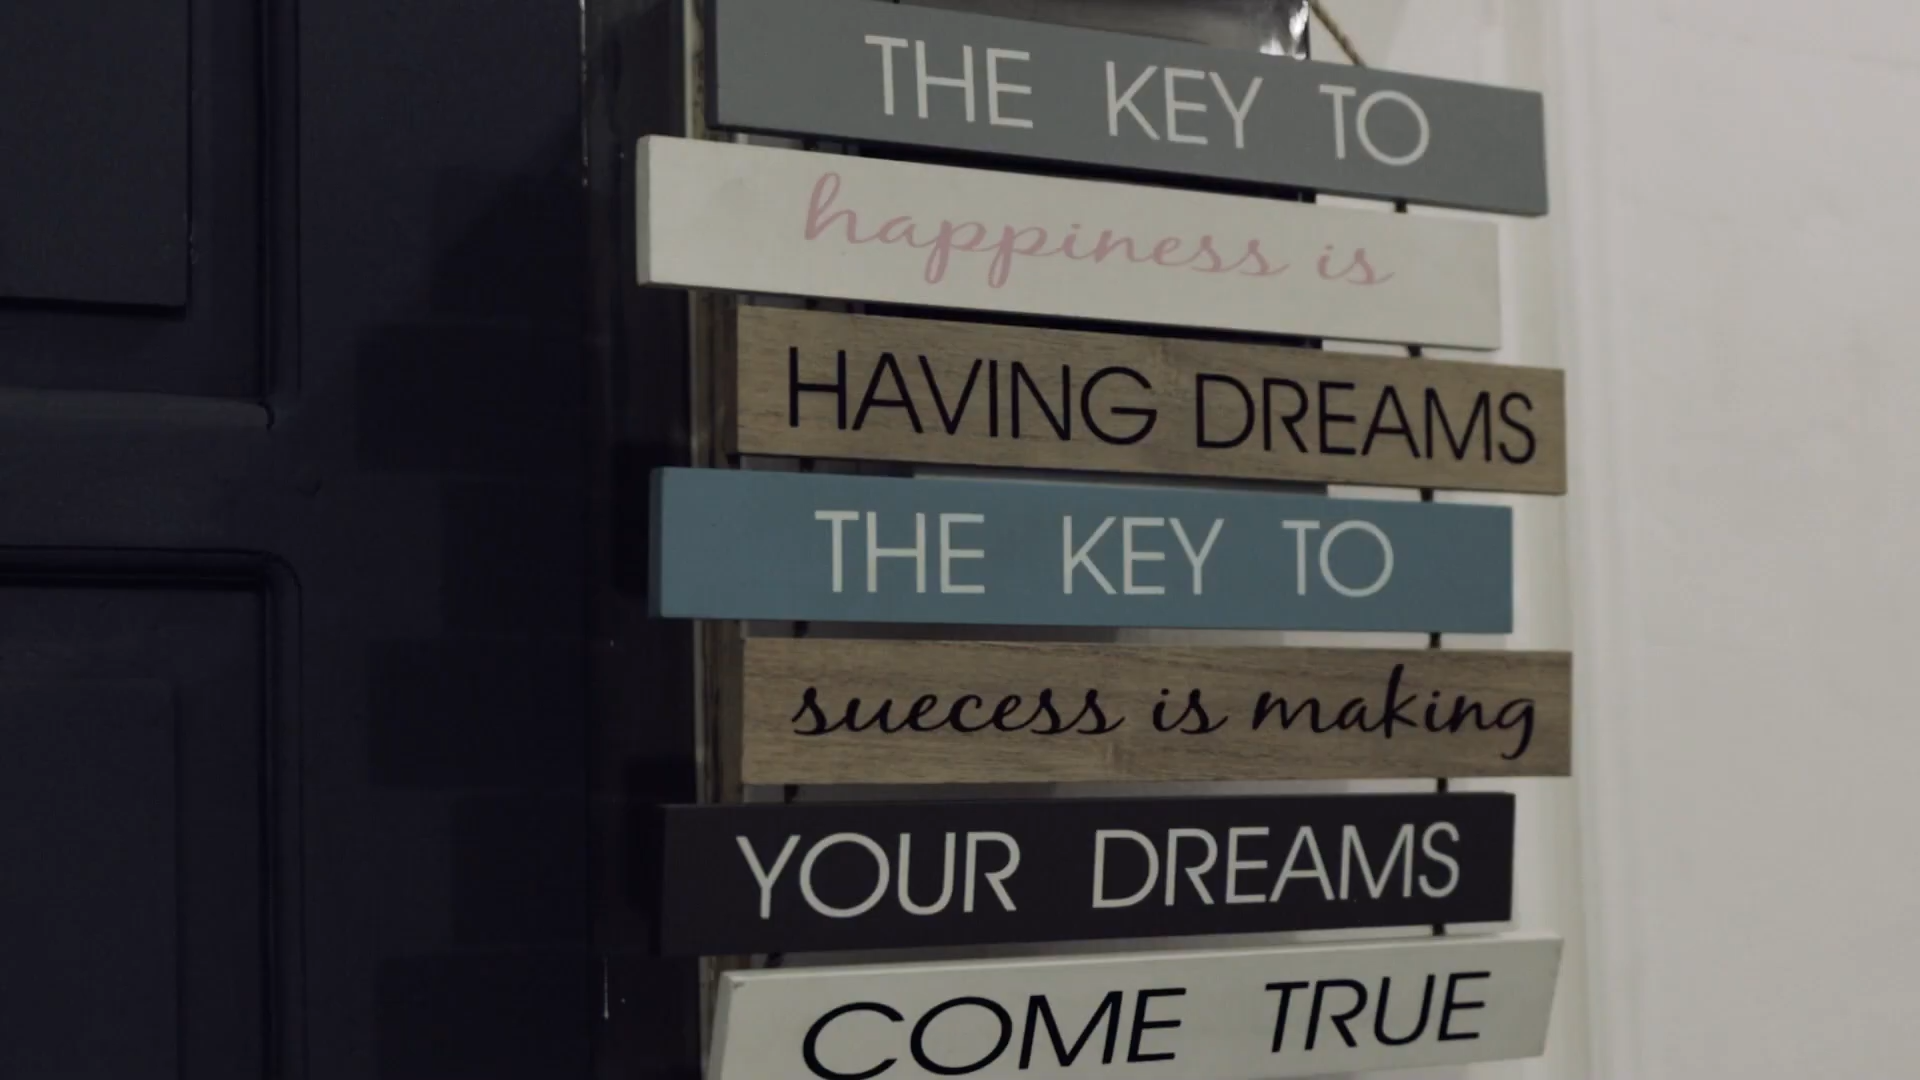 THE KEY TO
happiness is
HAVING DREAMS
THE KEY TO
suecess is making
YOUR DREAMS
COME TRUE